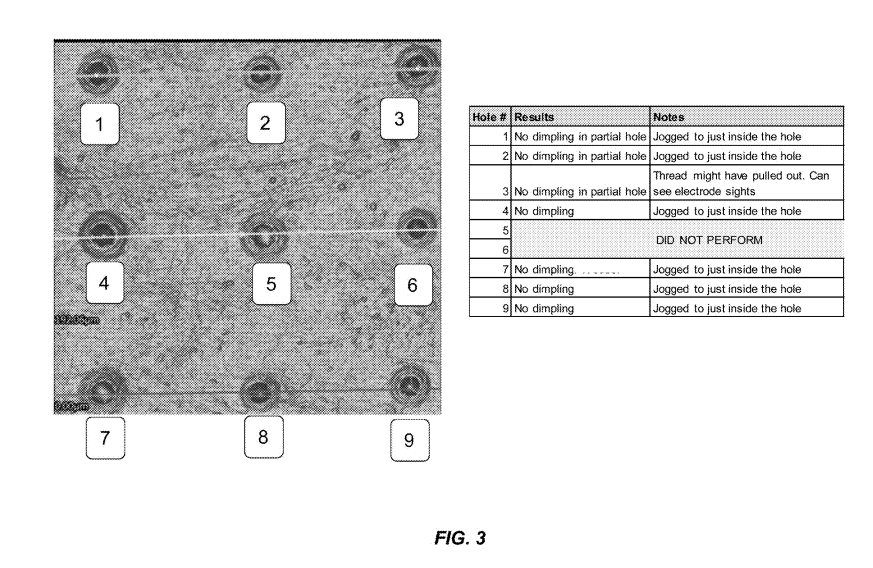 1
2
3
4
5
6
192.36µm
0.00µm
7
8
9
Hole # Results Notes
1 No dimpling in partial hole Jogged to just inside the hole
2 No dimpling in partial hole Jogged to just inside the hole
Thread might have pulled out. Can
3 No dimpling in partial hole see electrode sights
4 No dimpling Jogged to just inside the hole
5
DID NOT PERFORM
6
7 No dimpling. Jogged to just inside the hole
8 No dimpling Jogged to just inside the hole
9 No dimpling Jogged to just inside the hole
FIG. 3